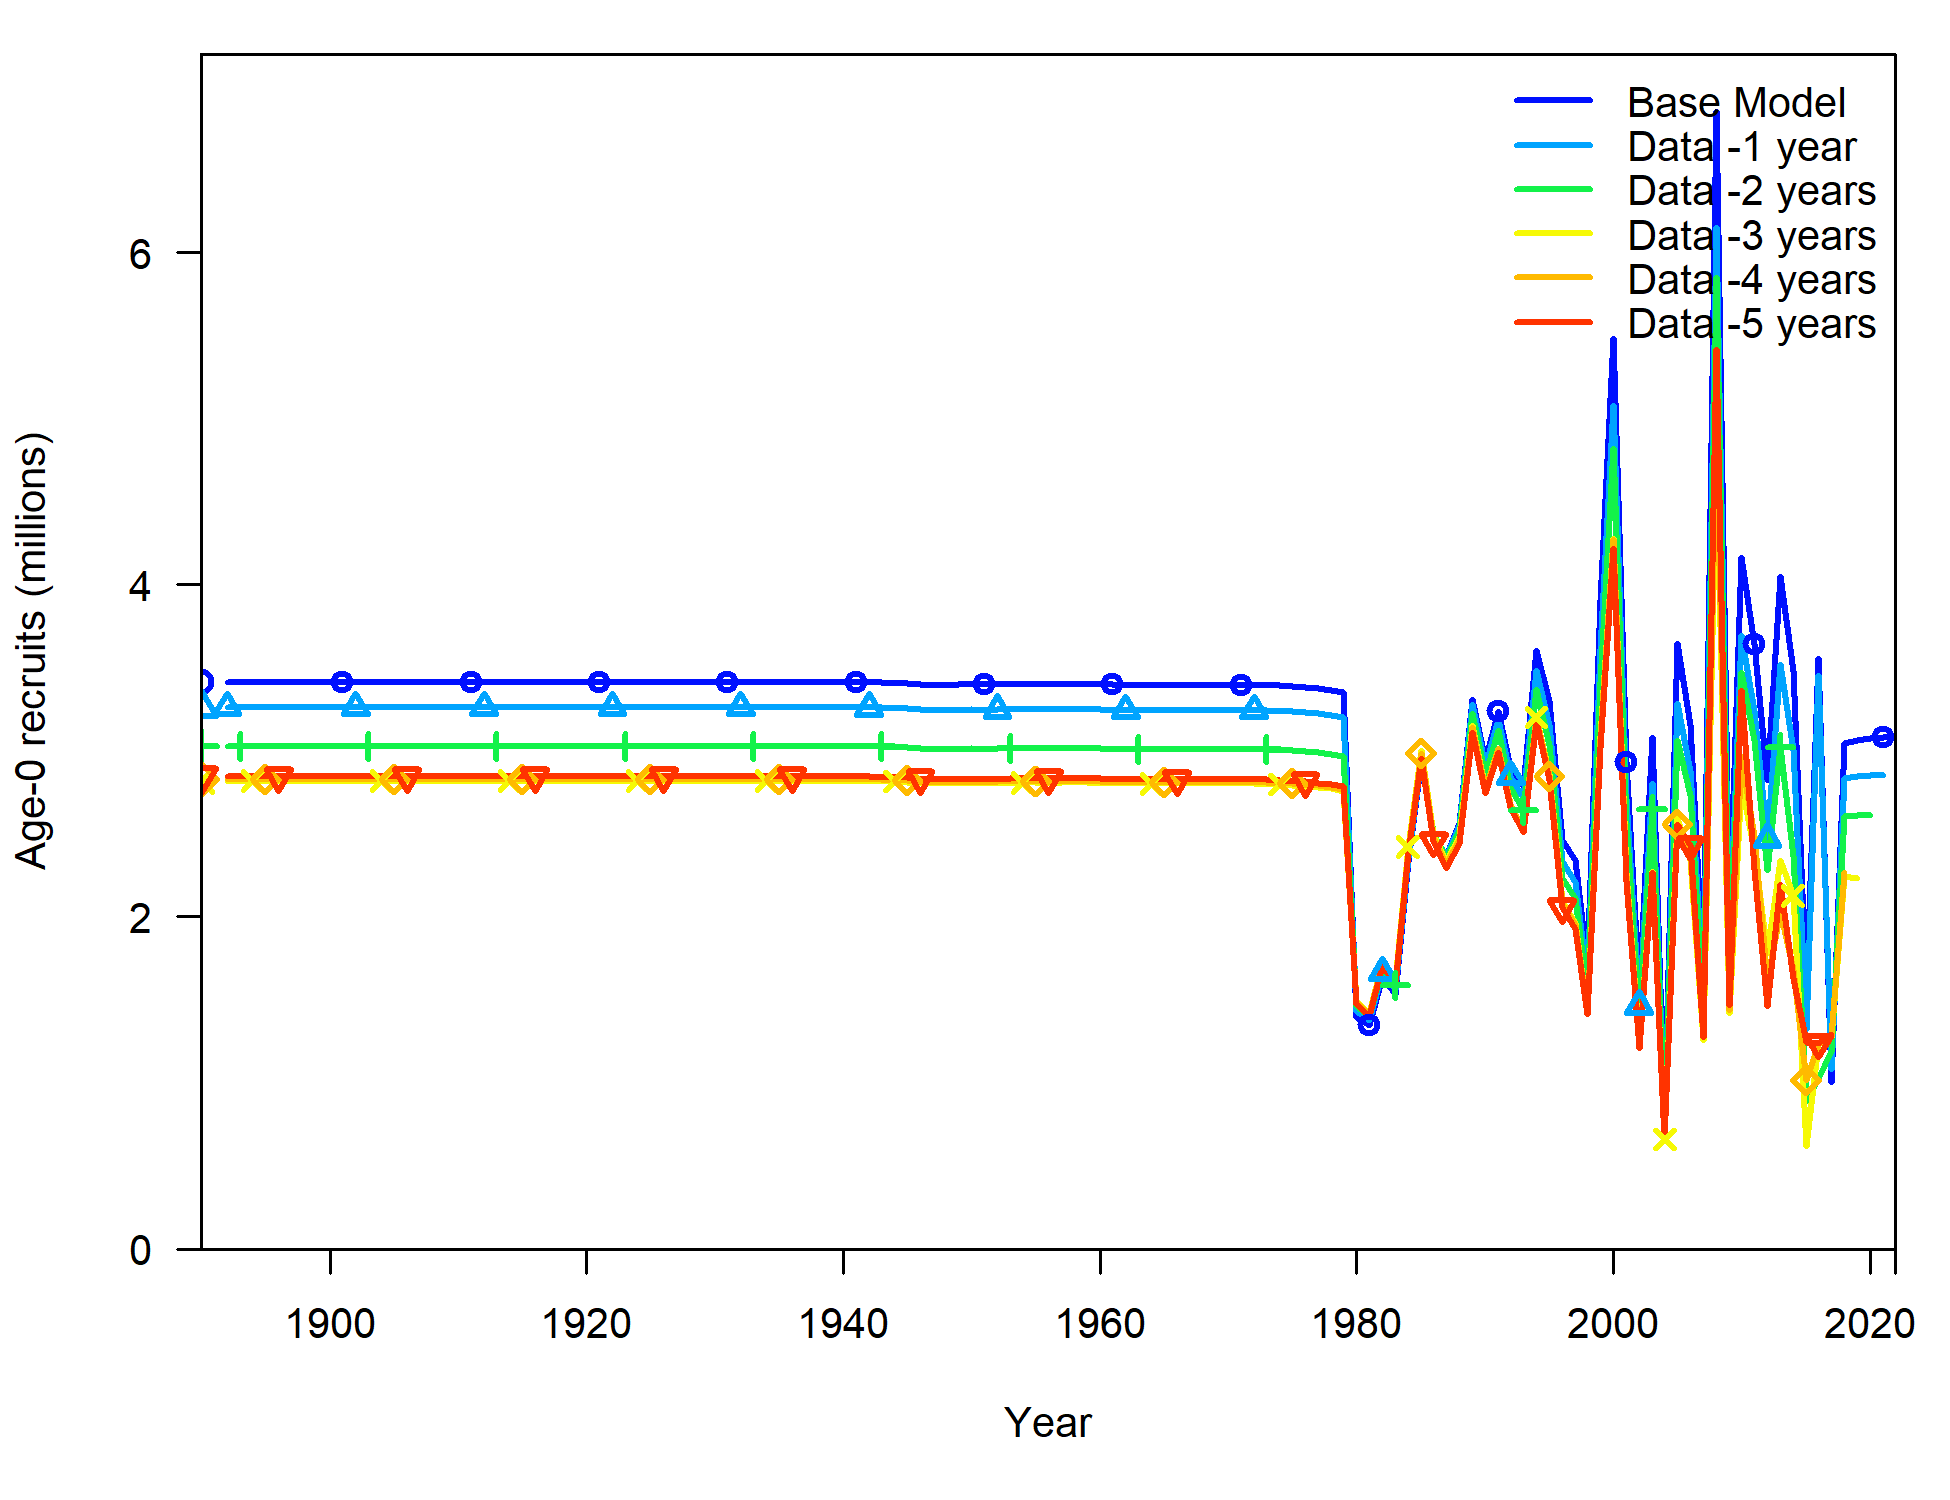 Base Model
Data -1 year
Data -2 years
Data -3 years
Data -4 years
Data -5 years
Age-0 recruits (millions)
6
4
2
0
1900 1920 1940 1960 1980 2000 2020
Year